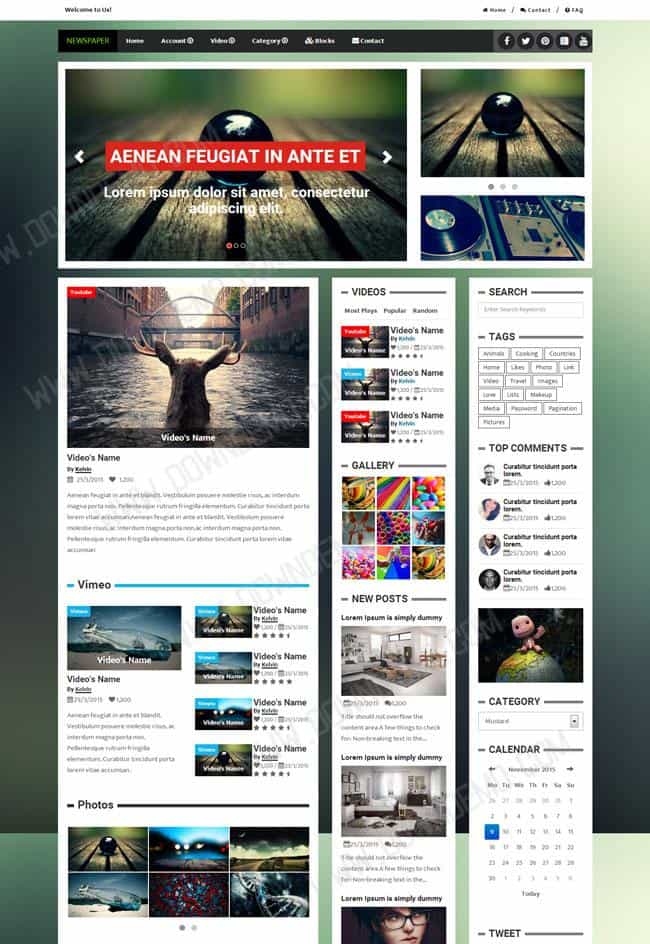 Welcome to Us!
Home / Contact / FAQ
NEWSPAPER
Home Account Video Category Blocks Contact
AENEAN FEUGIAT IN ANTE ET
Lorem ipsum dolor sit amet, consectetur
adipiscing elit.
Youtube
Video's Name
Video's Name
By Kelvin
25/3/2015 1,200
Aenean feugiat in ante et blandit. Vestibulum posuere molestie risus, ac interdum
magna porta non. Pellentesque rutrum fringilla elementum. Curabitur tincidunt porta
lorem vitae accumsan.Aenean feugiat in ante et blandit. Vestibulum posuere
molestie risus, ac interdum magna porta non.ac interdum magna porta non.
Pellentesque rutrum fringilla elementum. Curabitur tincidunt porta lorem vitae
accumsan.
Vimeo
Vimeo
Video's Name
Video's Name
By Kelvin
25/3/2015 1,200
Aenean feugiat in ante et blandit.
Vestibulum posuere molestie risus,
ac interdum magna porta non.
Pellentesque rutrum fringilla
elementum. Curabitur tincidunt porta
lorem vitae accumsan.
Vimeo
Video's Name
Video's Name
By Kelvin
1,200 / 25/3/2015
Vimeo
Video's Name
Video's Name
By Kelvin
1,200 / 25/3/2015
Vimeo
Video's Name
Video's Name
By Kelvin
1,200 / 25/3/2015
Vimeo
Video's Name
Video's Name
By Kelvin
1,200 / 25/3/2015
Photos
VIDEOS
Most Plays Popular Random
Youtube
Video's Name
Video's Name
By Kelvin
1,200 / 25/3/2015
Vimeo
Video's Name
Video's Name
By Kelvin
1,200 / 25/3/2015
Youtube
Video's Name
Video's Name
By Kelvin
1,200 / 25/3/2015
GALLERY
NEW POSTS
Lorem Ipsum is simply dummy
25/3/2015 1,200
Title should not overflow the
content area A few things to check
for: Non-breaking text in the...
Lorem Ipsum is simply dummy
25/3/2015 1,200
Title should not overflow the
content area A few things to check
for: Non-breaking text in the...
Lorem Ipsum is simply dummy
SEARCH
Enter Search Keywords
TAGS
Animals Cooking Countries
Home Likes Photo Link
Video Travel Images
Love Lists Makeup
Media Password Pagination
Pictures
TOP COMMENTS
Curabitur tincidunt porta
lorem.
25/3/2015 1,200
Curabitur tincidunt porta
lorem.
25/3/2015 1,200
Curabitur tincidunt porta
lorem.
25/3/2015 1,200
Curabitur tincidunt porta
lorem.
25/3/2015 1,200
CATEGORY
Mustard
CALENDAR
November 2015
Mo Tu We Th Fr Sa Su
26 27 28 29 30 31 1
2 3 4 5 6 7 8
9 10 11 12 13 14 15
16 17 18 19 20 21 22
23 24 25 26 27 28 29
30 1 2 3 4 5 6
Today
TWEET